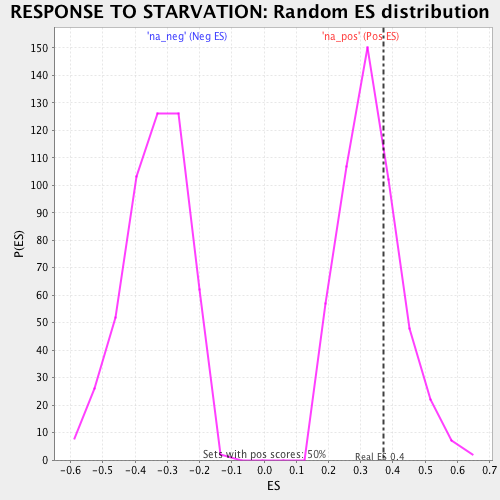 RESPONSE TO STARVATION: Random ES distribution
'na_neg' (Neg ES)
'na_pos' (Pos ES)
150
140
130
120
110
100
90
80
70
60
50
40
30
20
10
0
P(ES)
Sets with pos scores: 50%
Real ES 0.4
−0.6 −0.5 −0.4 −0.3 −0.2 −0.1 0.0 0.1 0.2 0.3 0.4 0.5 0.6 0.7
ES